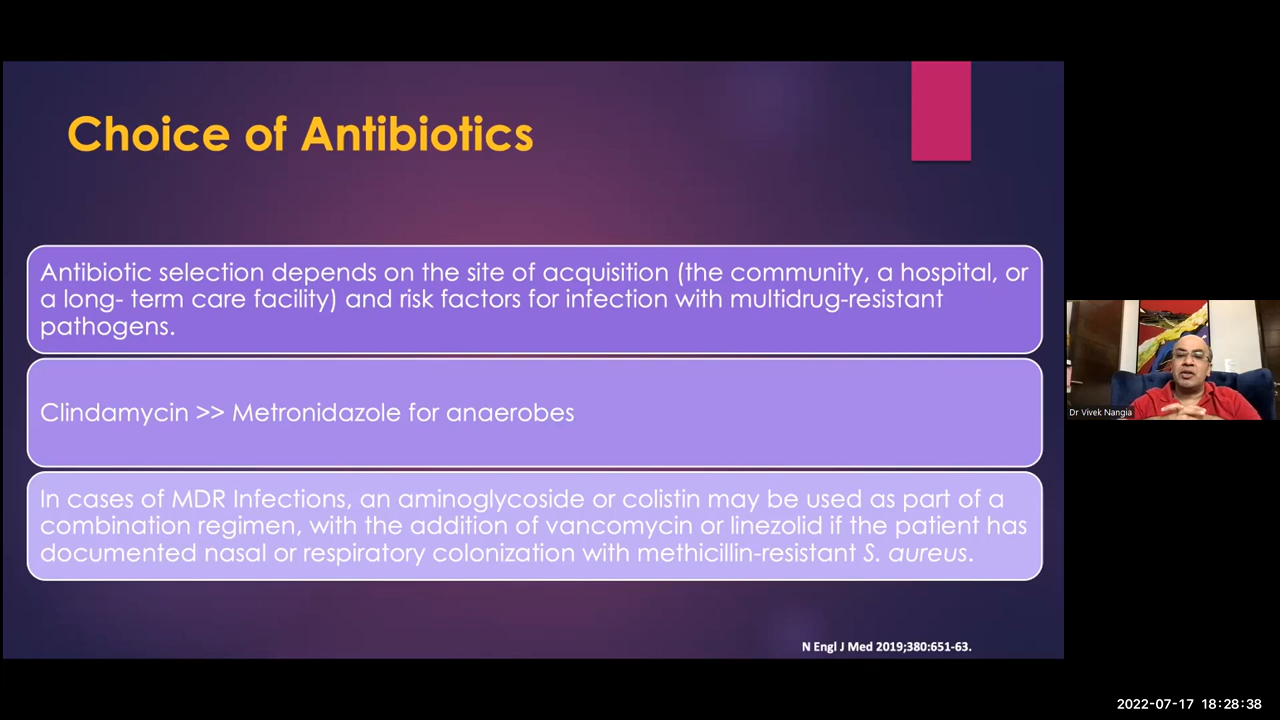 Choice of Antibiotics
Antibiotic selection depends on the site of acquisition (the community, a hospital, or
a long- term care facility) and risk factors for infection with multidrug-resistant
pathogens.
Clindamycin >> Metronidazole for anaerobes
In cases of MDR Infections, an aminoglycoside or colistin may be used as part of a
combination regimen, with the addition of vancomycin or linezolid if the patient has
documented nasal or respiratory colonization with methicillin-resistant S. aureus.
N Engl J Med 2019;380:651-63.
Dr Vivek Nangia
2022-07-17 18:28:38